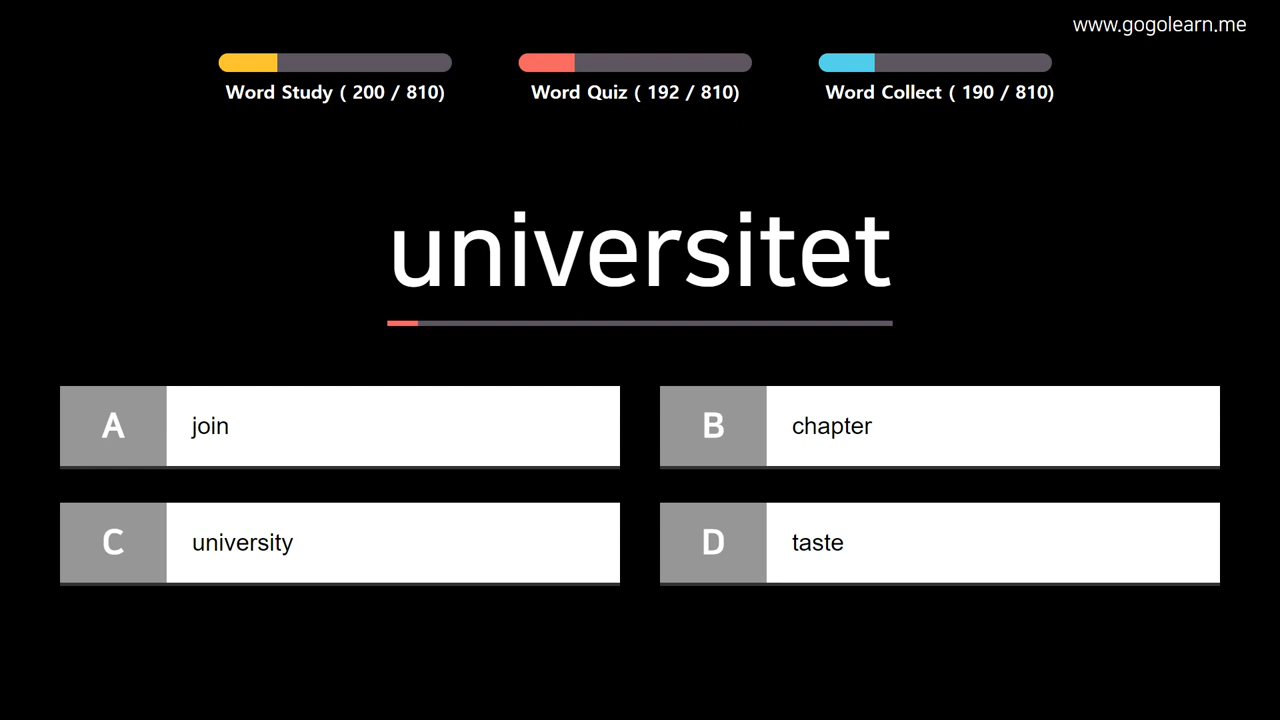 www.gogolearn.me
Word Study ( 200 / 810)
Word Quiz ( 192 / 810)
Word Collect ( 190 / 810)
universitet
A join
B chapter
C university
D taste